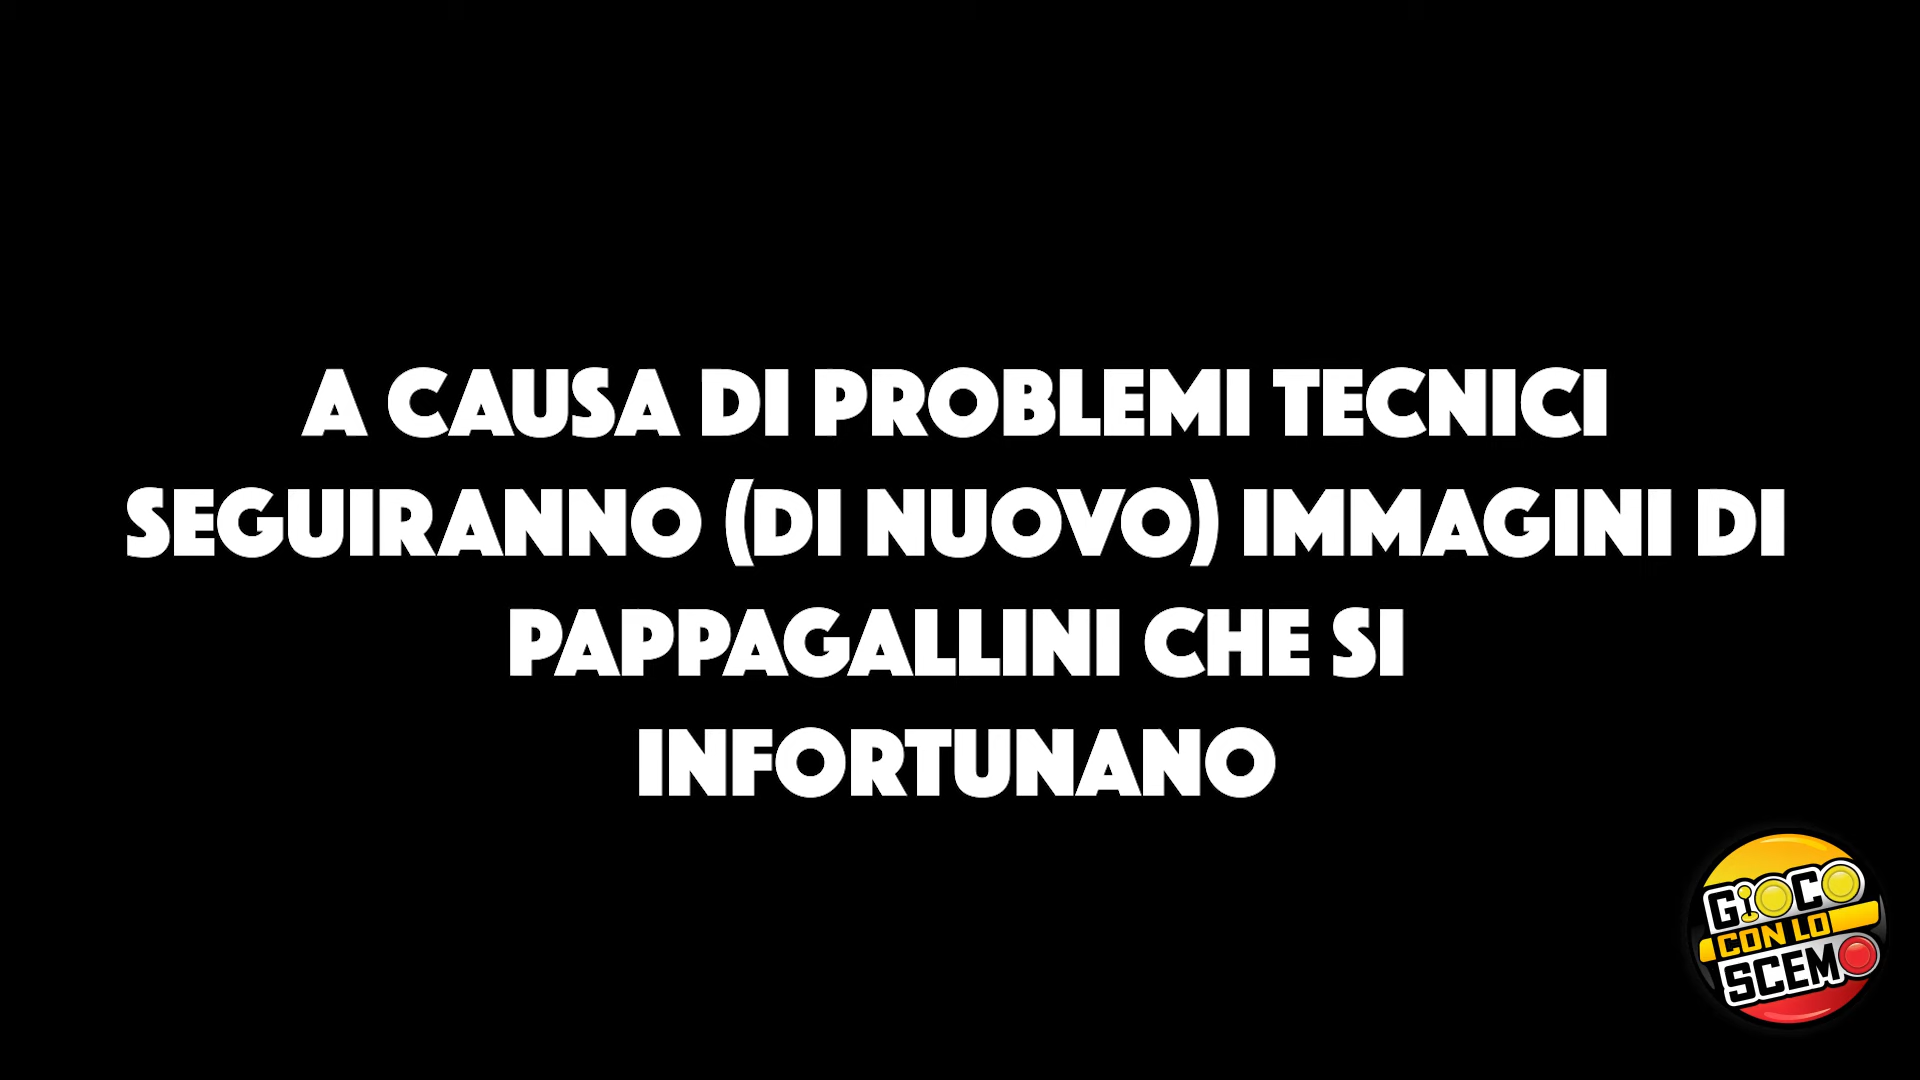 A CAUSA DI PROBLEMI TECNICI
SEGUIRANNO (DI NUOVO) IMMAGINI DI
PAPPAGALLINI CHE SI
INFORTUNANO
GIOCO
CON LO
SCEMO